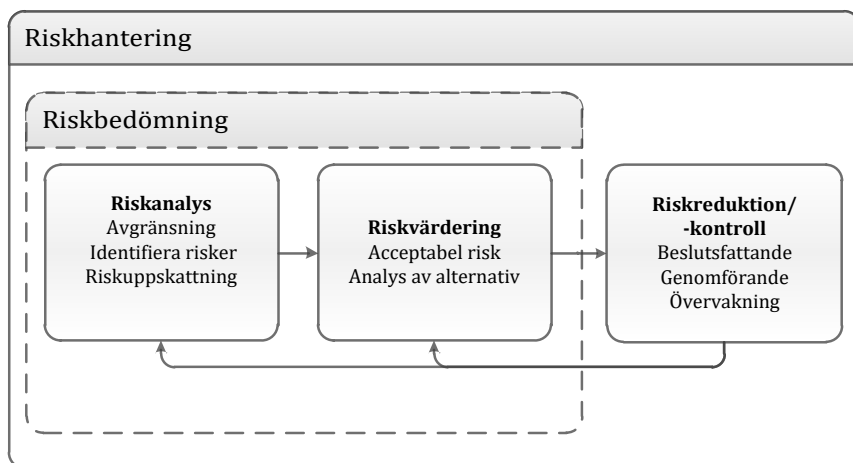 Riskhantering
Riskbedömning
Riskanalys
Avgränsning
Identifiera risker
Riskuppskattning
Riskvärdering
Acceptabel risk
Analys av alternativ
Riskreduktion/
-kontroll
Beslutsfattande
Genomförande
Övervakning